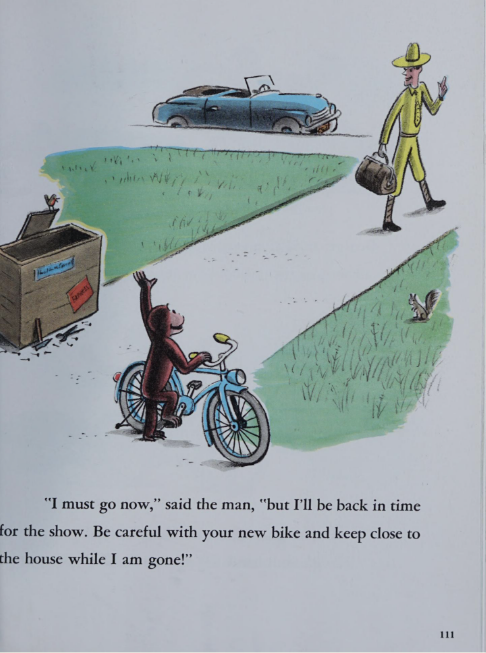 "I must go now," said the man, "but I'll be back in time
for the show. Be careful with your new bike and keep close to
the house while I am gone!"
111